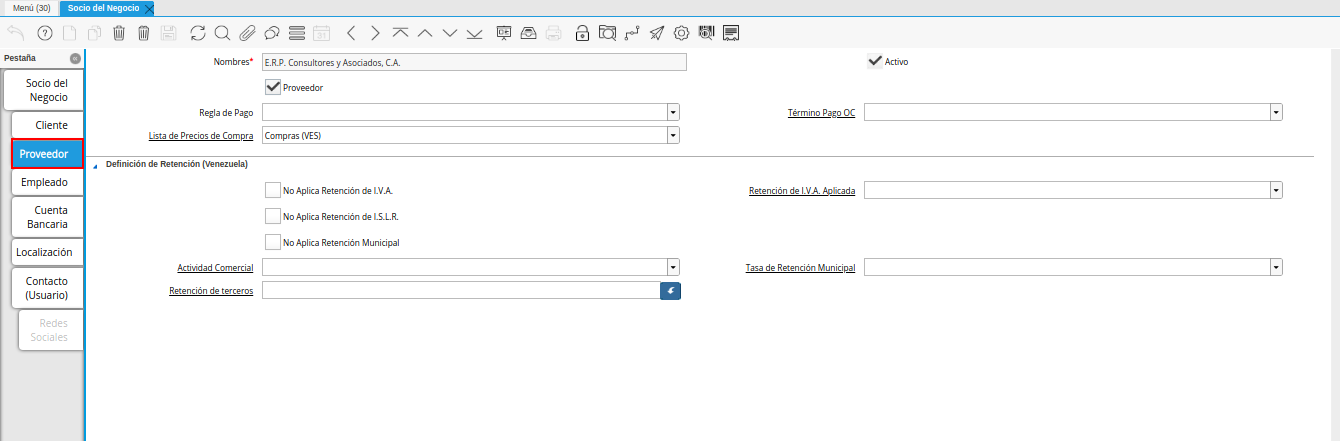 Menú (30)
Socio del Negocio
?
31
Pestaña
Socio del
Negocio
Cliente
Proveedor
Empleado
Cuenta
Bancaria
Localización
Contacto
(Usuario)
Redes
Sociales
Nombres*
E.R.P. Consultores y Asociados, C.A.
Activo
Proveedor
Regla de Pago
Término Pago OC
Lista de Precios de Compra
Compras (VES)
Definición de Retención (Venezuela)
No Aplica Retención de I.V.A.
Retención de I.V.A. Aplicada
No Aplica Retención de I.S.L.R.
No Aplica Retención Municipal
Actividad Comercial
Tasa de Retención Municipal
Retención de terceros